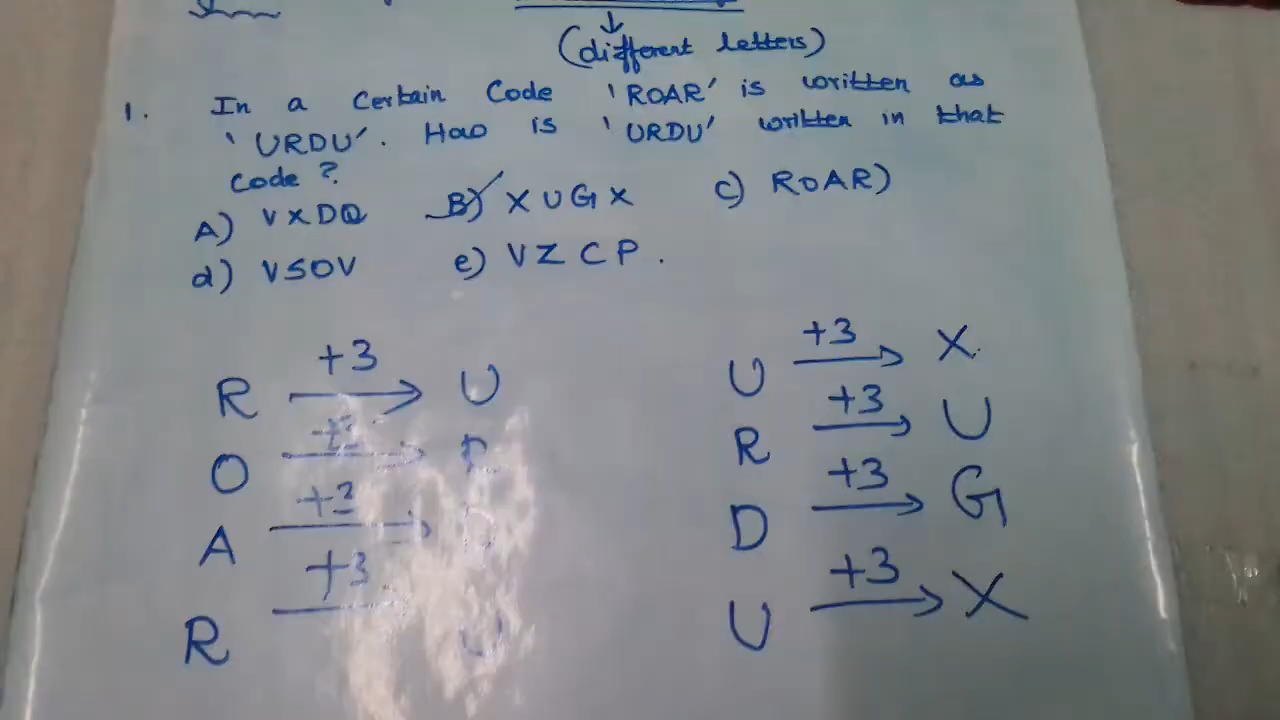 (different letters)
1. In a Certain Code 'ROAR' is written as
'URDU'. How is 'URDU' written in that
Code?
A) VXDQ B) XUGX c) ROAR)
d) VSOV e) VZCP.
R +3 U U +3 X
O +3 R R +3 U
A +3 D D +3 G
R +3 U U +3 X